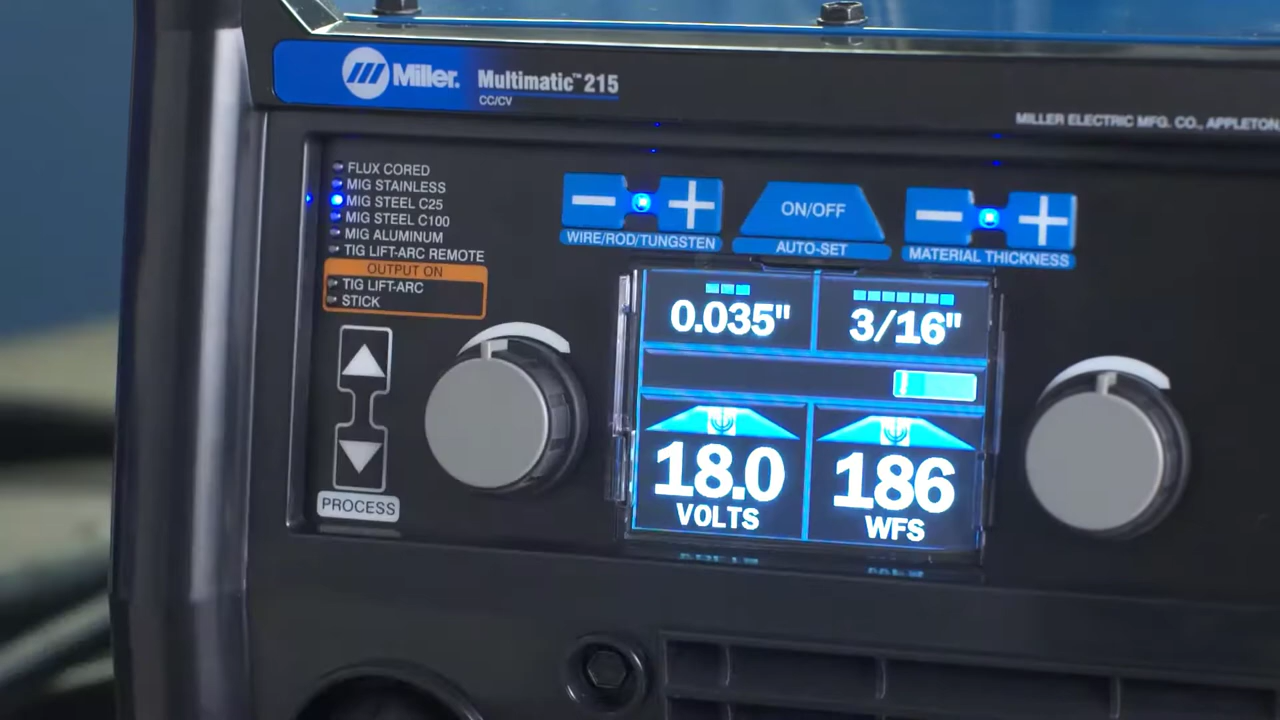 Miller.
Multimatic™ 215
CC/CV
MILLER ELECTRIC MFG. CO., APPLETON
FLUX CORED
MIG STAINLESS
MIG STEEL C25
MIG STEEL C100
MIG ALUMINUM
TIG LIFT-ARC REMOTE
OUTPUT ON
TIG LIFT-ARC
STICK
PROCESS
WIRE/ROD/TUNGSTEN
ON/OFF
AUTO-SET
MATERIAL THICKNESS
0.035"
3/16"
18.0
VOLTS
186
WFS